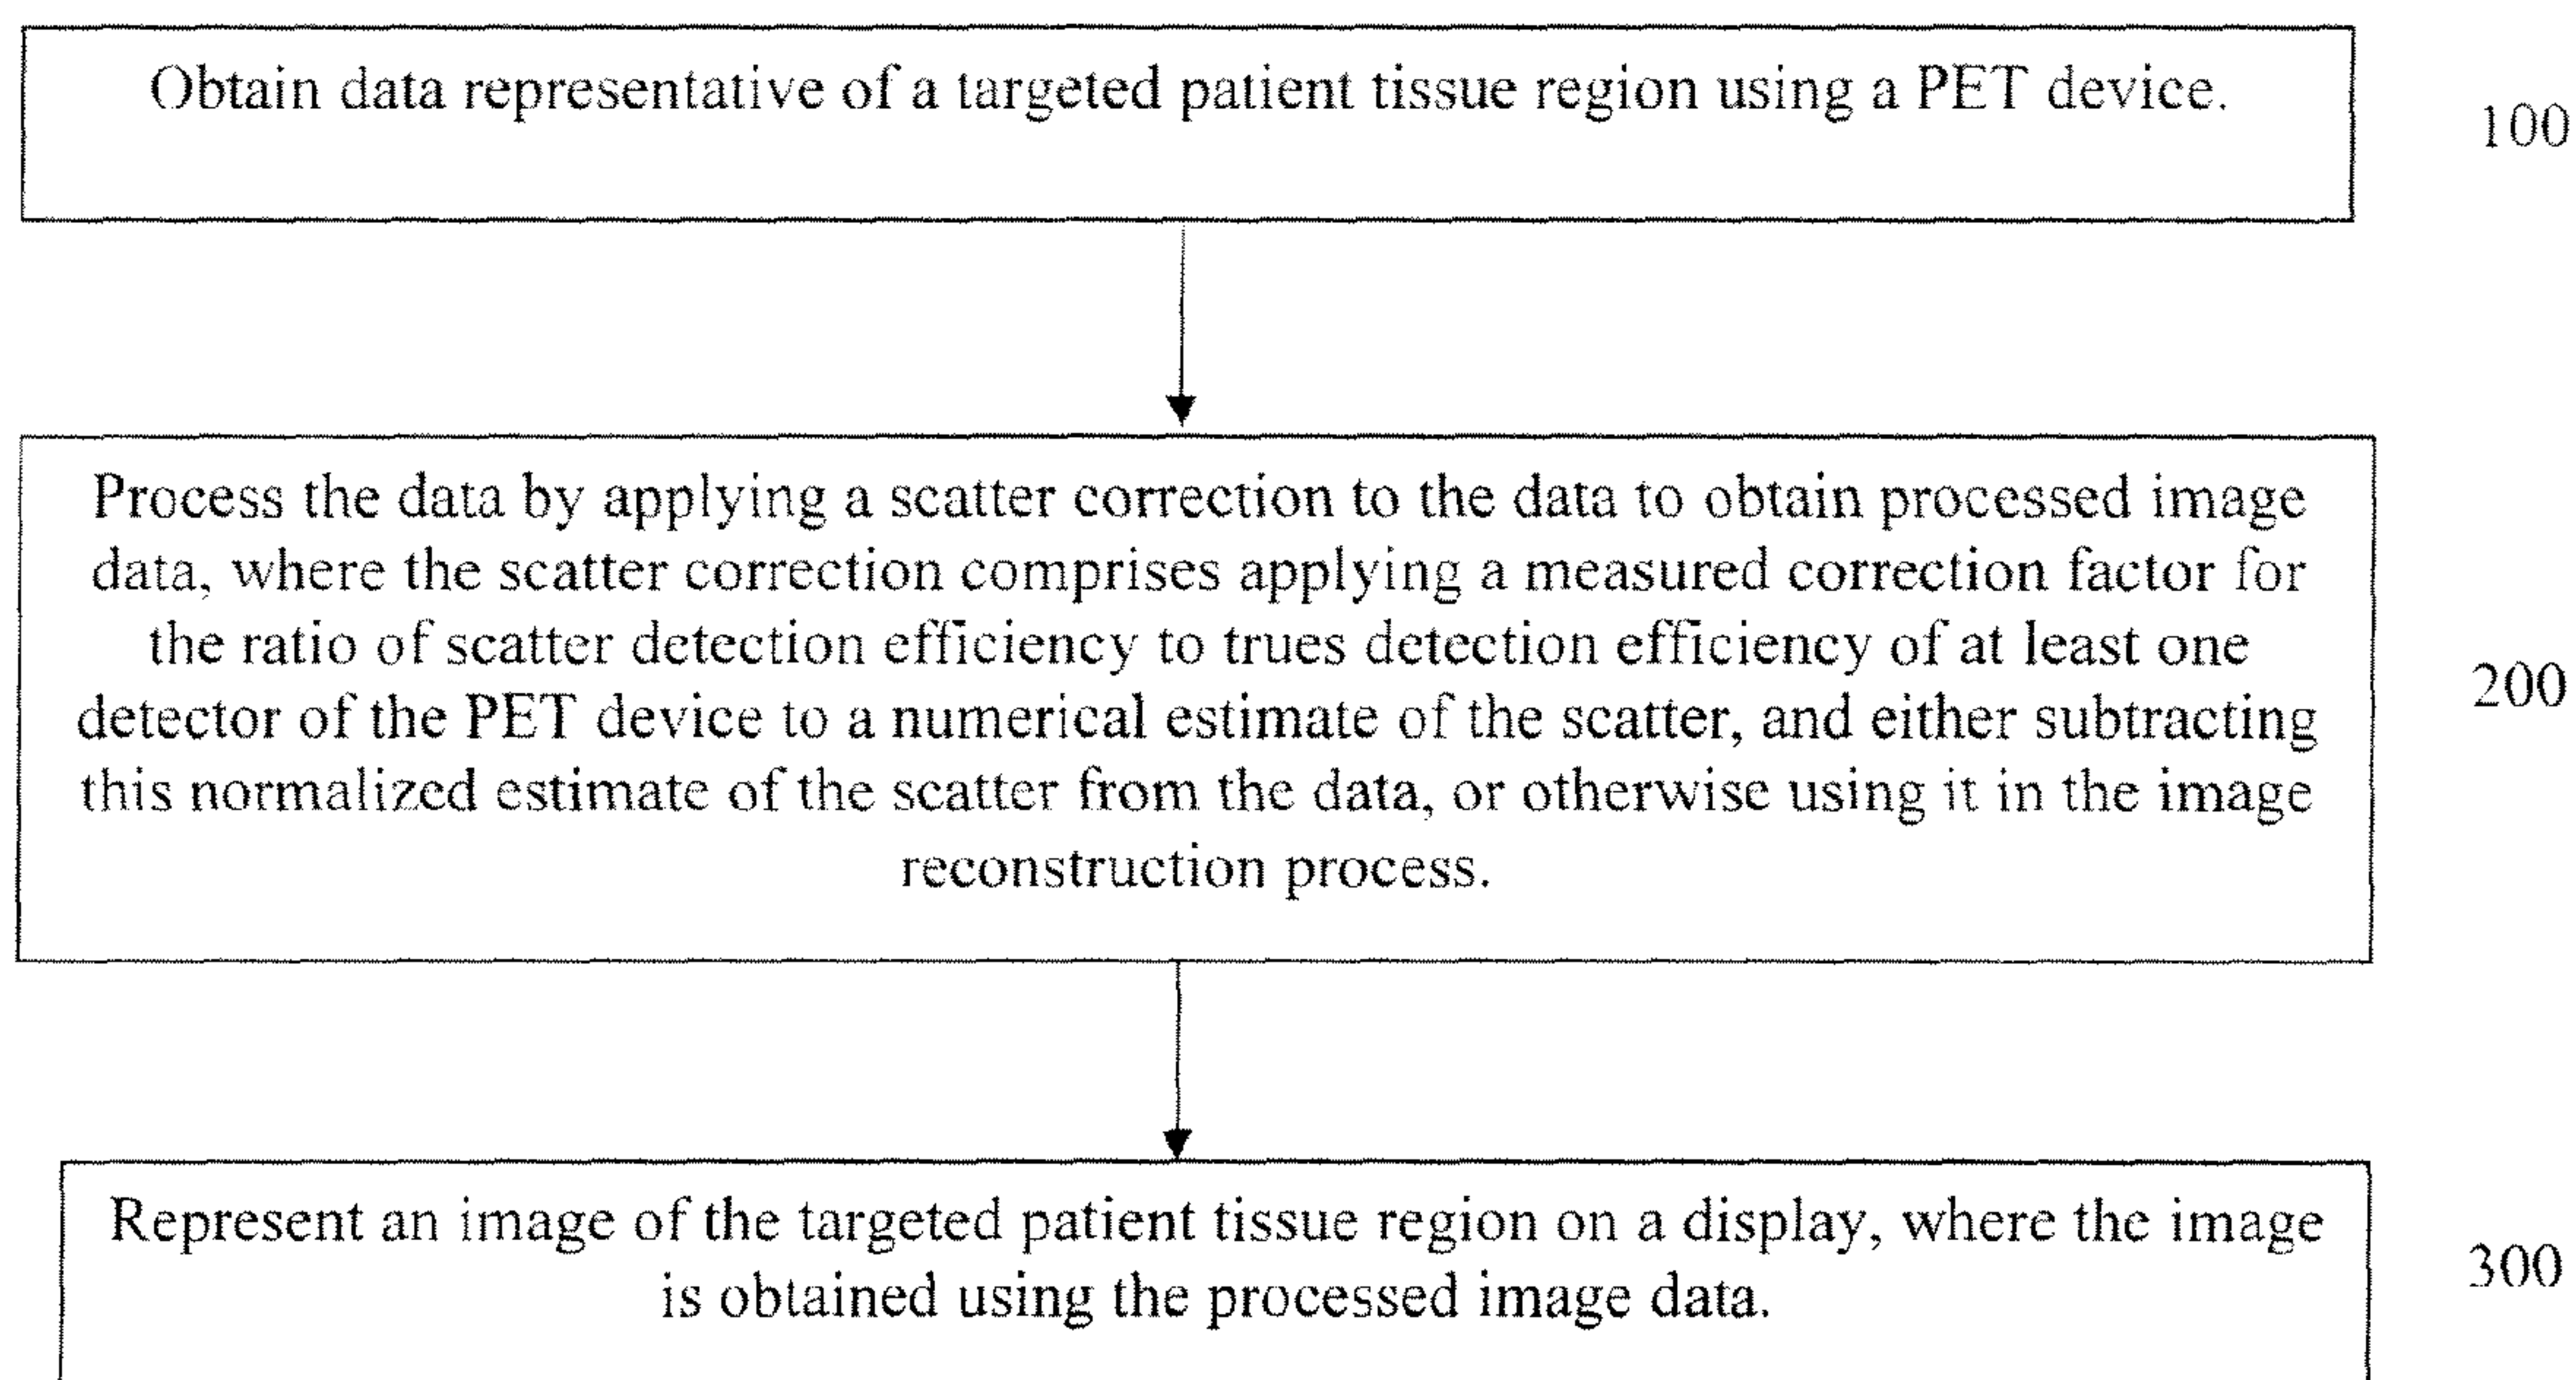 Obtain data representative of a targeted patient tissue region using a PET device.
100
Process the data by applying a scatter correction to the data to obtain processed image
data, where the scatter correction comprises applying a measured correction factor for
the ratio of scatter detection efficiency to trues detection efficiency of at least one
detector of the PET device to a numerical estimate of the scatter, and either subtracting
this normalized estimate of the scatter from the data, or otherwise using it in the image
reconstruction process.
200
Represent an image of the targeted patient tissue region on a display, where the image
is obtained using the processed image data.
300